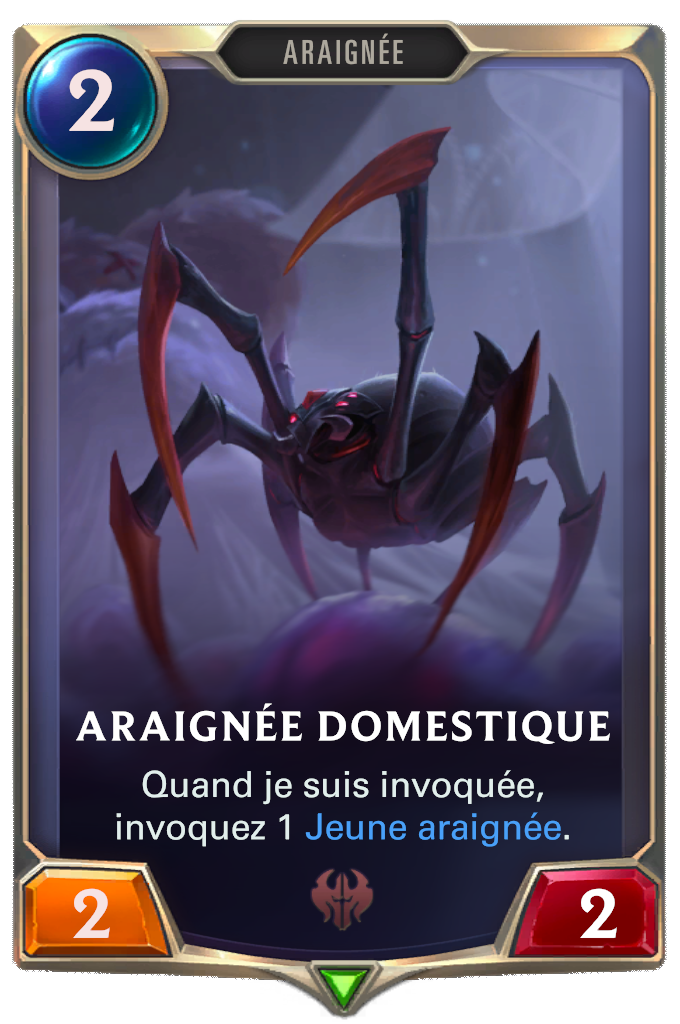 ARAIGNÉE
2
ARAIGNÉE DOMESTIQUE
Quand je suis invoquée,
invoquez 1 Jeune araignée.
2
2